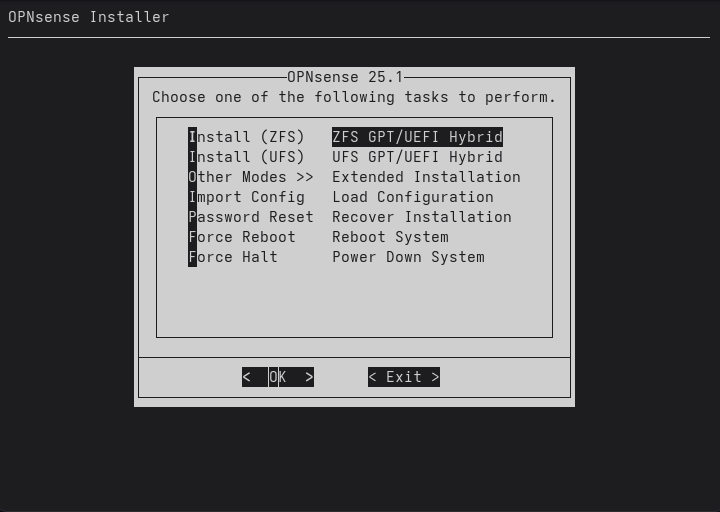 OPNsense Installer
OPNsense 25.1
Choose one of the following tasks to perform.
Install (ZFS) ZFS GPT/UEFI Hybrid
Install (UFS) UFS GPT/UEFI Hybrid
Other Modes >> Extended Installation
Import Config Load Configuration
Password Reset Recover Installation
Force Reboot Reboot System
Force Halt Power Down System
< OK > < Exit >